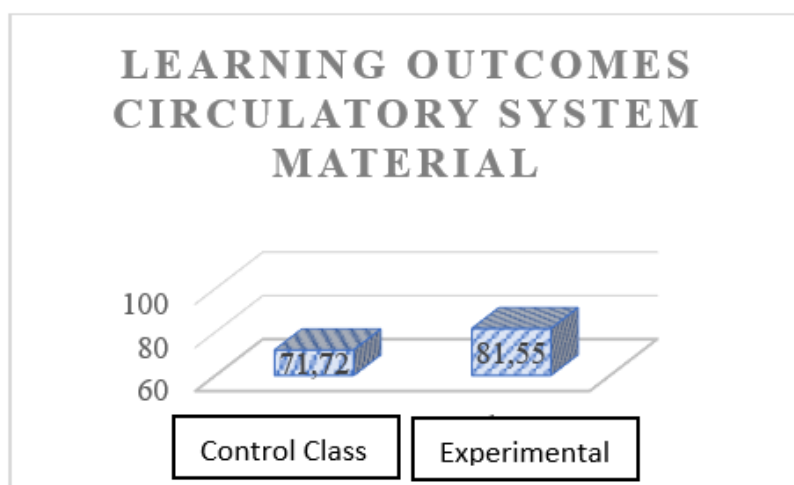 LEARNING OUTCOMES
CIRCULATORY SYSTEM
MATERIAL
100
80
60
71,72
81,55
Control Class
Experimental